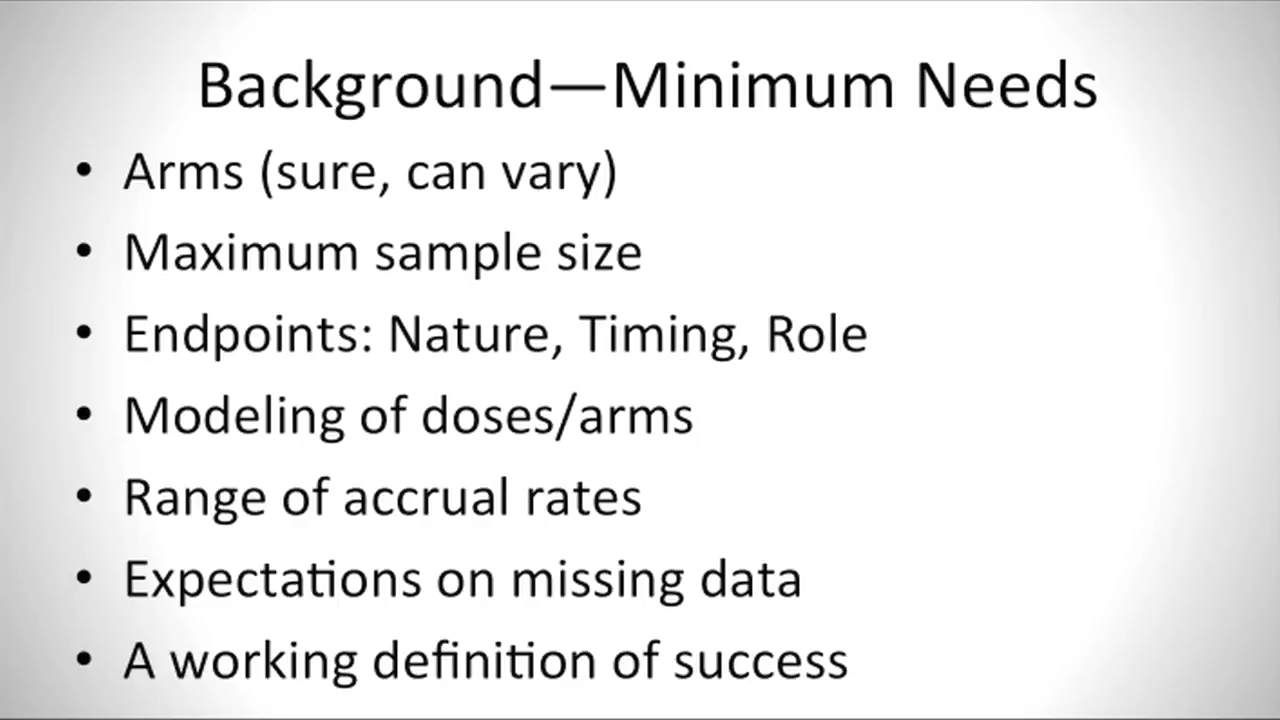 Background—Minimum Needs
• Arms (sure, can vary)
• Maximum sample size
• Endpoints: Nature, Timing, Role
• Modeling of doses/arms
• Range of accrual rates
• Expectations on missing data
• A working definition of success